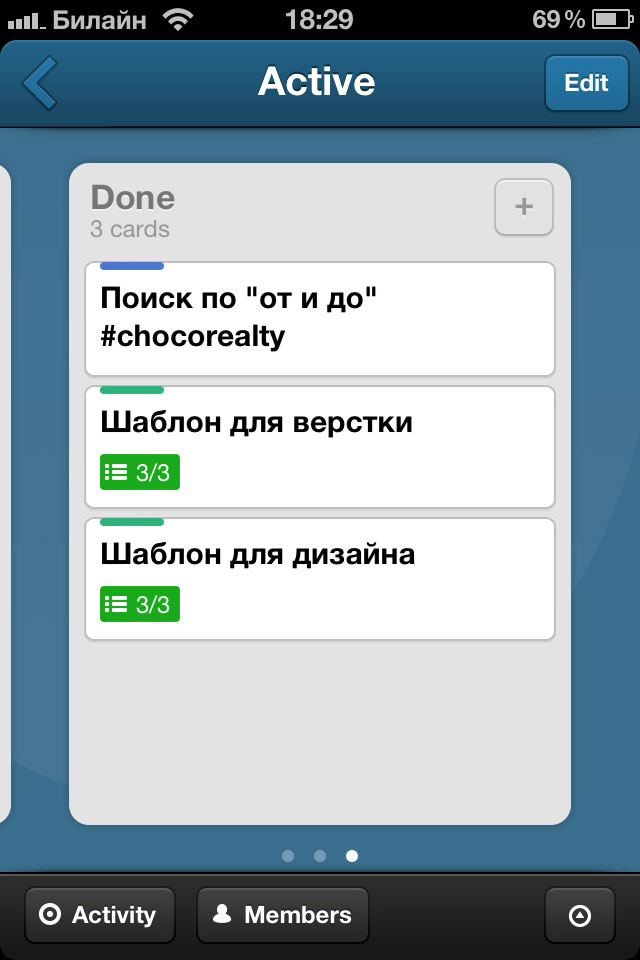 Билайн 18:29 69 %
Active Edit
Done
3 cards
+
Поиск по "от и до"
#chocorealty
Шаблон для верстки
3/3
Шаблон для дизайна
3/3
Activity Members